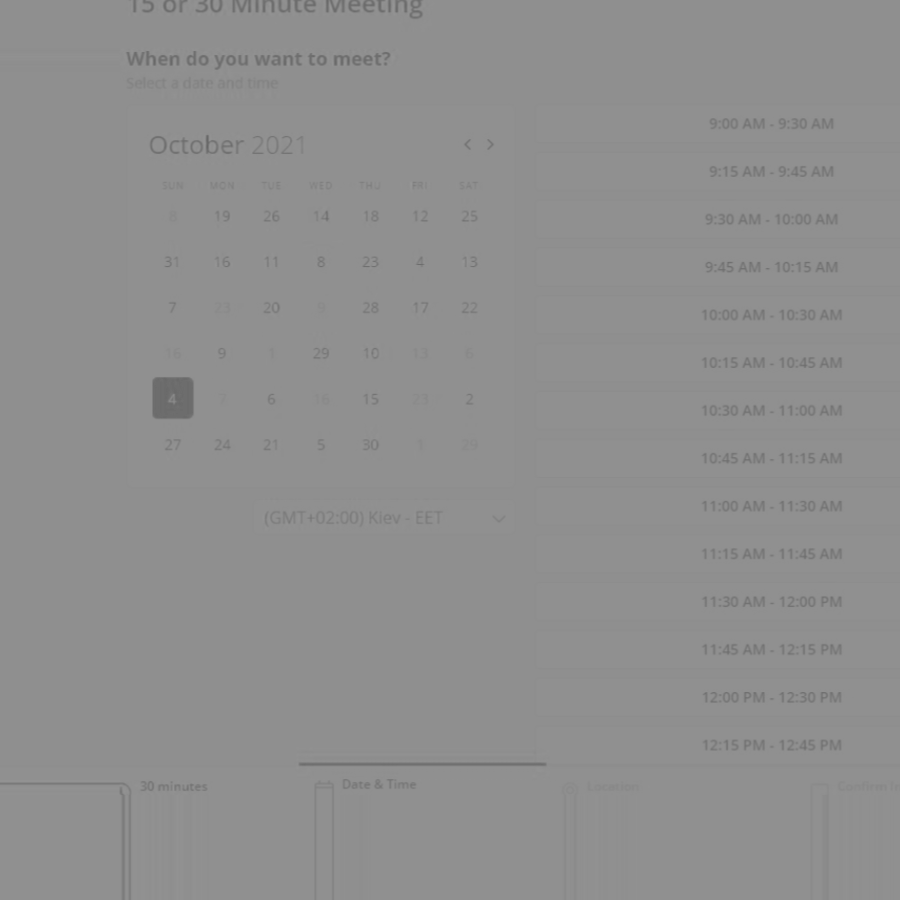 15 or 30 Minute Meeting
When do you want to meet?
Select a date and time
October 2021
SUN MON TUE WED THU FRI SAT
8 19 26 14 18 12 25
31 16 11 8 23 4 13
7 23 20 9 28 17 22
16 9 1 29 10 13 6
4 7 6 16 15 23 2
27 24 21 5 30 1 29
(GMT+02:00) Kiev - EET
9:00 AM - 9:30 AM
9:15 AM - 9:45 AM
9:30 AM - 10:00 AM
9:45 AM - 10:15 AM
10:00 AM - 10:30 AM
10:15 AM - 10:45 AM
10:30 AM - 11:00 AM
10:45 AM - 11:15 AM
11:00 AM - 11:30 AM
11:15 AM - 11:45 AM
11:30 AM - 12:00 PM
11:45 AM - 12:15 PM
12:00 PM - 12:30 PM
12:15 PM - 12:45 PM
30 minutes
Date & Time
Location
Confirm